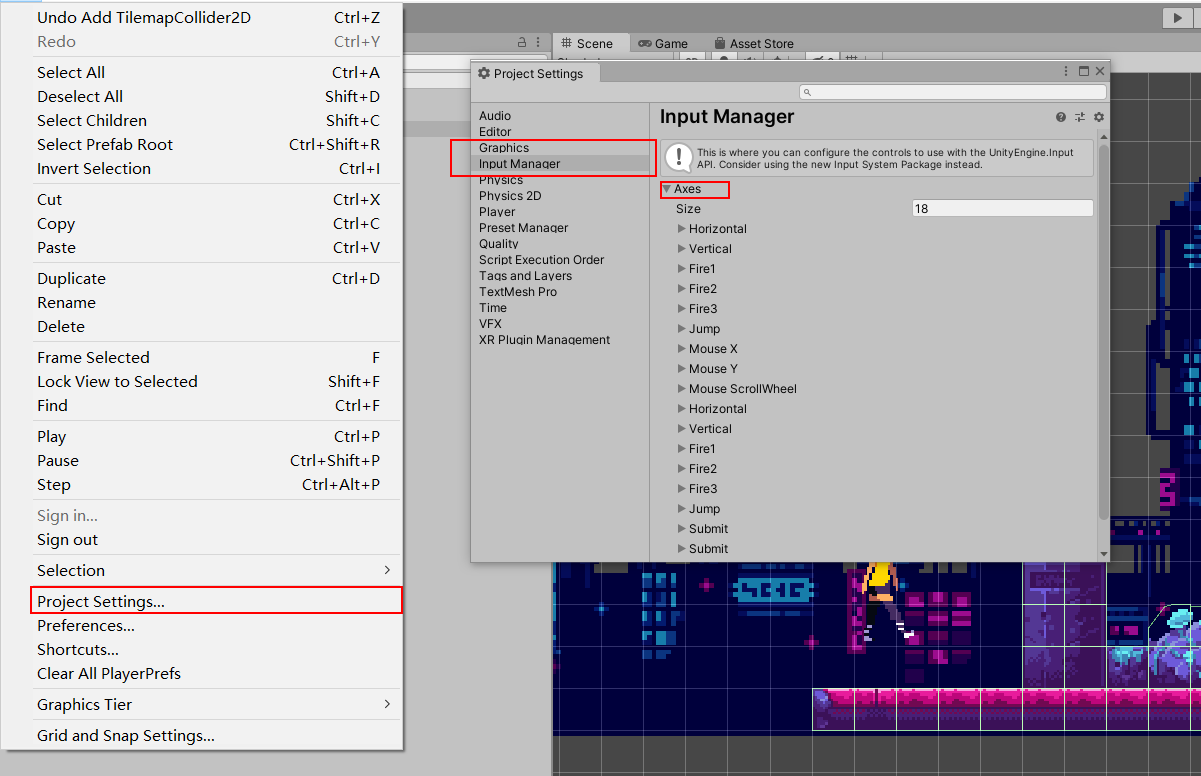 Undo Add TilemapCollider2D Ctrl+Z
Redo Ctrl+Y
Select All Ctrl+A
Deselect All Shift+D
Select Children Shift+C
Select Prefab Root Ctrl+Shift+R
Invert Selection Ctrl+I
Cut Ctrl+X
Copy Ctrl+C
Paste Ctrl+V
Duplicate Ctrl+D
Rename
Delete
Frame Selected F
Lock View to Selected Shift+F
Find Ctrl+F
Play Ctrl+P
Pause Ctrl+Shift+P
Step Ctrl+Alt+P
Sign in...
Sign out
Selection
Project Settings...
Preferences...
Shortcuts...
Clear All PlayerPrefs
Graphics Tier
Grid and Snap Settings...
Scene Game Asset Store
Project Settings
Audio
Editor
Graphics
Input Manager
Physics
Physics 2D
Player
Preset Manager
Quality
Script Execution Order
Tags and Layers
TextMesh Pro
Time
VFX
XR Plugin Management
Input Manager
This is where you can configure the controls to use with the UnityEngine.Input
API. Consider using the new Input System Package instead.
Axes
Size 18
Horizontal
Vertical
Fire1
Fire2
Fire3
Jump
Mouse X
Mouse Y
Mouse ScrollWheel
Horizontal
Vertical
Fire1
Fire2
Fire3
Jump
Submit
Submit